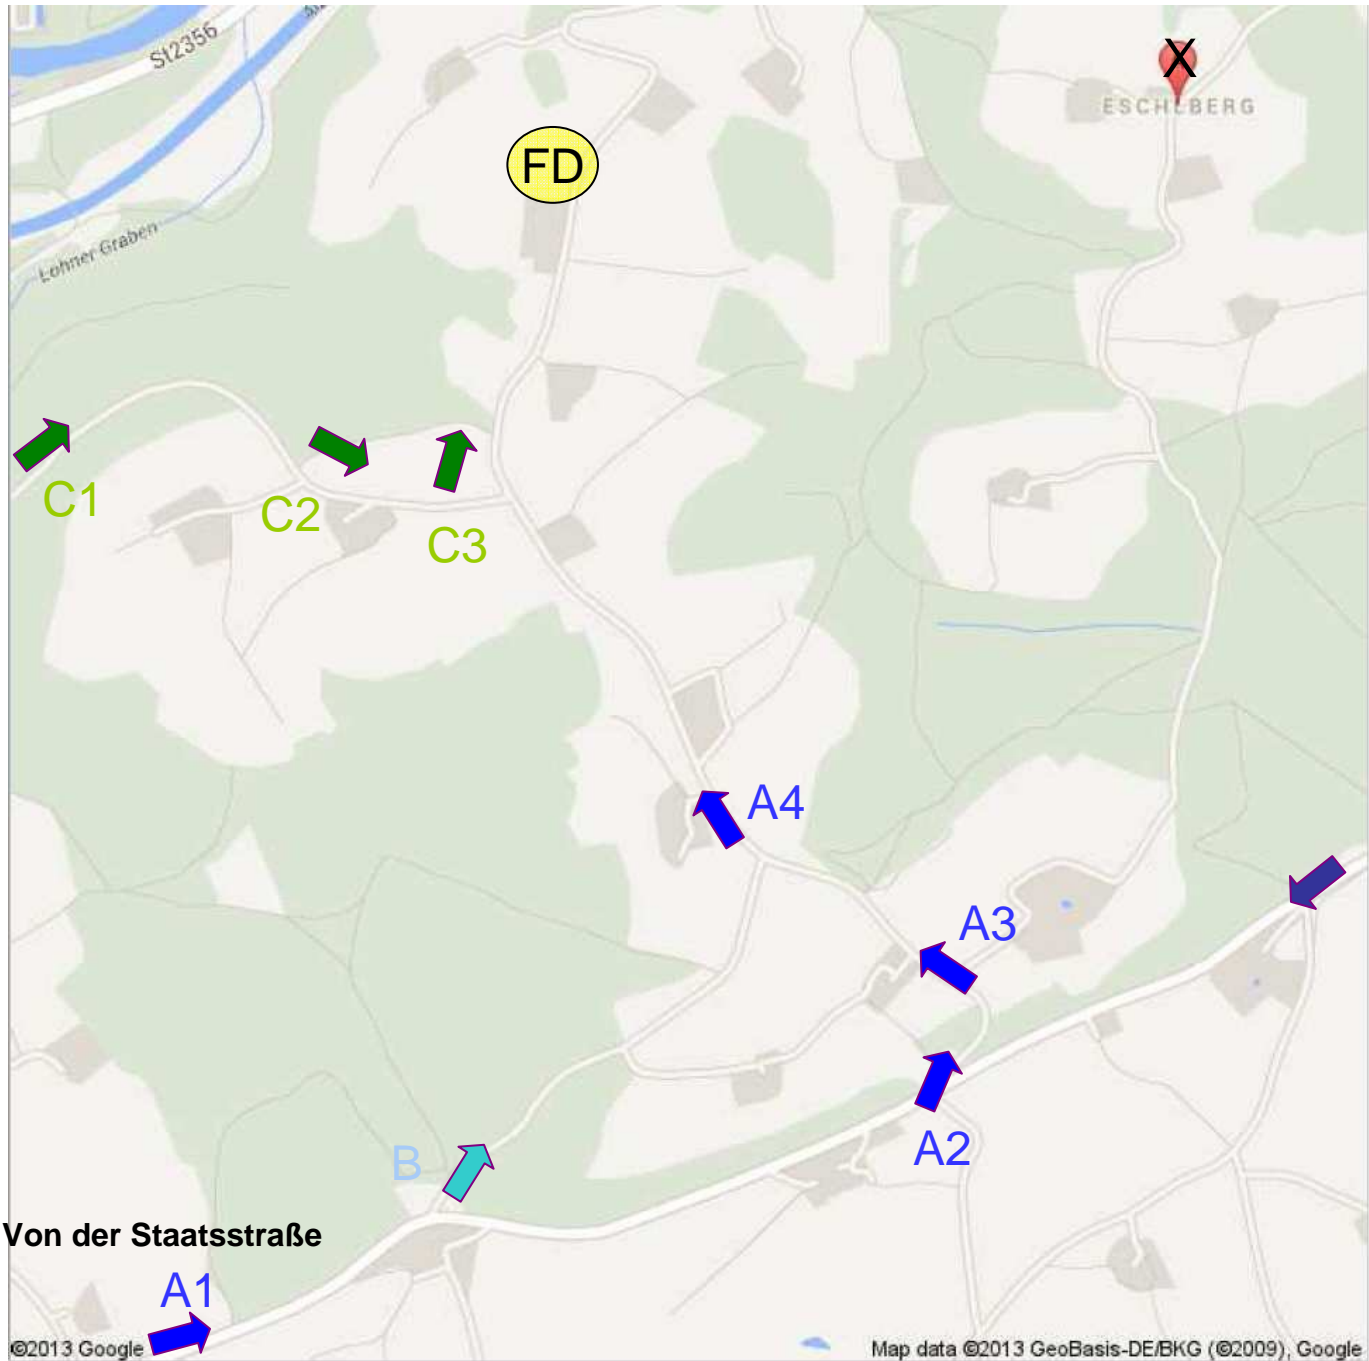 St2356
X
ESCHLBERG
FD
Lohner Graben
C1
C2
C3
A4
A3
A2
B
Von der Staatsstraße
A1
©2013 Google
Map data ©2013 GeoBasis-DE/BKG (©2009), Google